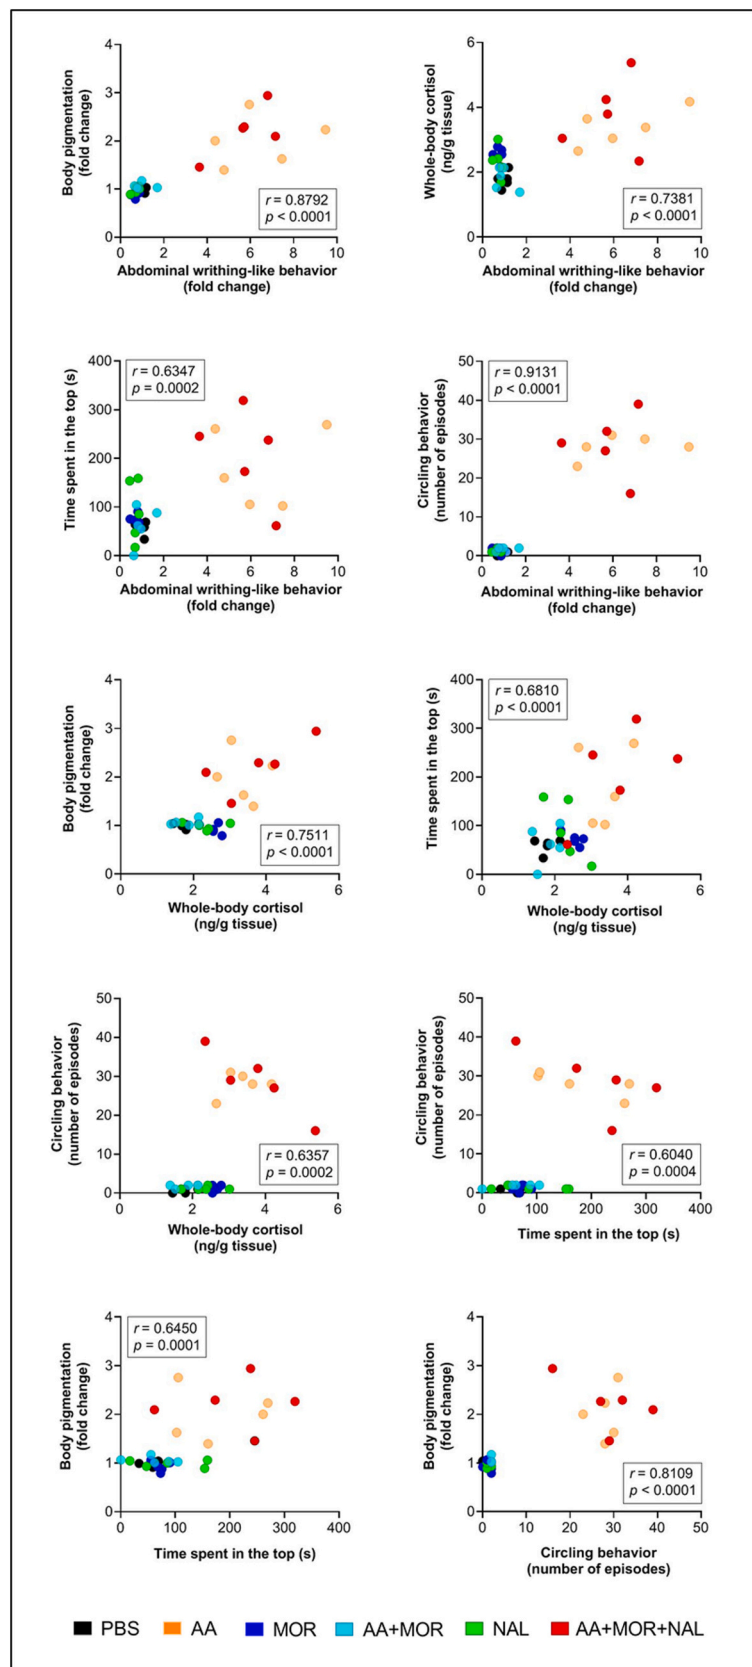 Body pigmentation
(fold change)
4
3
2
1
0
0 2 4 6 8 10
r = 0.8792
p < 0.0001
Abdominal writhing-like behavior
(fold change)
Whole-body cortisol
(ng/g tissue)
6
4
2
0
0 2 4 6 8 10
r = 0.7381
p < 0.0001
Abdominal writhing-like behavior
(fold change)
Time spent in the top (s)
400
300
200
100
0
0 2 4 6 8 10
r = 0.6347
p = 0.0002
Abdominal writhing-like behavior
(fold change)
Circling behavior
(number of episodes)
50
40
30
20
10
0
0 2 4 6 8 10
r = 0.9131
p < 0.0001
Abdominal writhing-like behavior
(fold change)
Body pigmentation
(fold change)
4
3
2
1
0
0 2 4 6
r = 0.7511
p < 0.0001
Whole-body cortisol
(ng/g tissue)
Time spent in the top (s)
400
300
200
100
0
0 2 4 6
r = 0.6810
p < 0.0001
Whole-body cortisol
(ng/g tissue)
Circling behavior
(number of episodes)
50
40
30
20
10
0
0 2 4 6
r = 0.6357
p = 0.0002
Whole-body cortisol
(ng/g tissue)
Circling behavior
(number of episodes)
50
40
30
20
10
0
0 100 200 300 400
r = 0.6040
p = 0.0004
Time spent in the top (s)
Body pigmentation
(fold change)
4
3
2
1
0
0 100 200 300 400
r = 0.6450
p = 0.0001
Time spent in the top (s)
Body pigmentation
(fold change)
4
3
2
1
0
0 10 20 30 40 50
r = 0.8109
p < 0.0001
Circling behavior
(number of episodes)
PBS AA MOR AA+MOR NAL AA+MOR+NAL